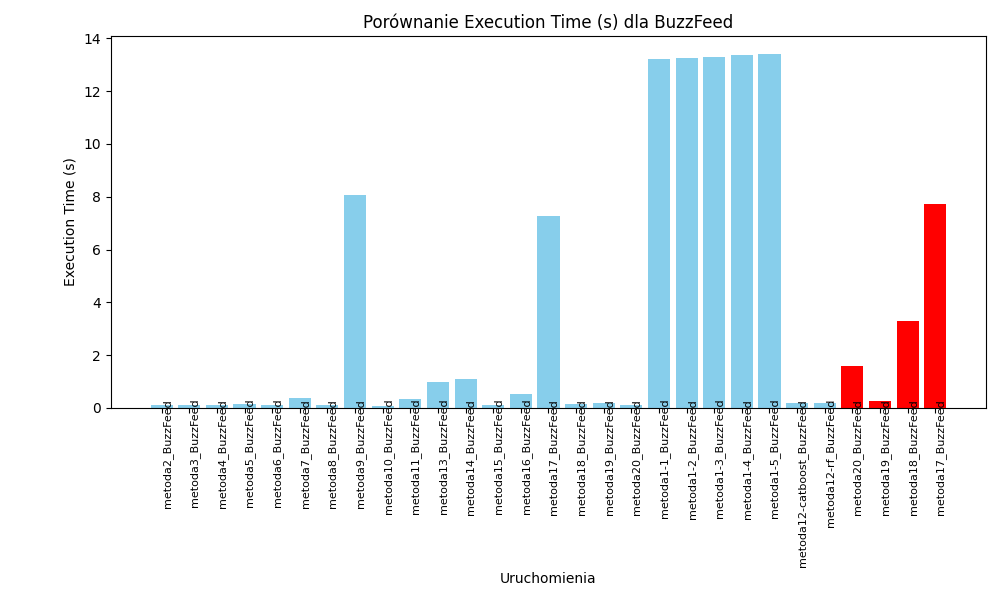 Porównanie Execution Time (s) dla BuzzFeed
Execution Time (s)
14
12
10
8
6
4
2
0
metoda2_BuzzFeed
metoda3_BuzzFeed
metoda4_BuzzFeed
metoda5_BuzzFeed
metoda6_BuzzFeed
metoda7_BuzzFeed
metoda8_BuzzFeed
metoda9_BuzzFeed
metoda10_BuzzFeed
metoda11_BuzzFeed
metoda13_BuzzFeed
metoda14_BuzzFeed
metoda15_BuzzFeed
metoda16_BuzzFeed
metoda17_BuzzFeed
metoda18_BuzzFeed
metoda19_BuzzFeed
metoda20_BuzzFeed
metoda1-1_BuzzFeed
metoda1-2_BuzzFeed
metoda1-3_BuzzFeed
metoda1-4_BuzzFeed
metoda1-5_BuzzFeed
metoda12-catboost_BuzzFeed
metoda12-rf_BuzzFeed
metoda20_BuzzFeed
metoda19_BuzzFeed
metoda18_BuzzFeed
metoda17_BuzzFeed
Uruchomienia